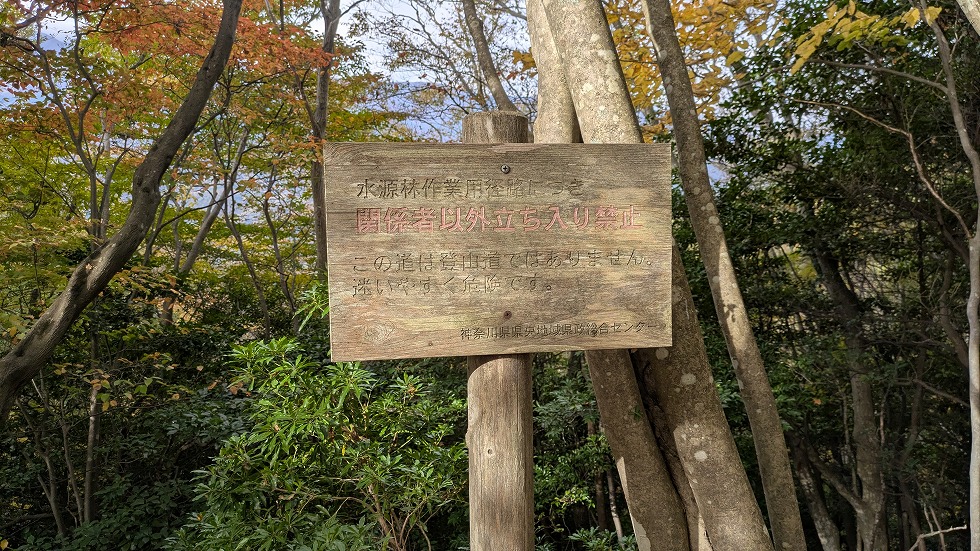 水源林作業用径路につき
関係者以外立ち入り禁止
この道は登山道ではありません。
迷いやすく危険です。
神奈川県県央地域県政総合センター